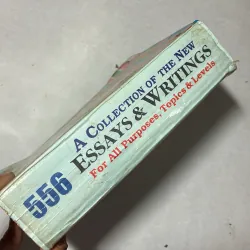 556
A COLLECTION OF THE NEW
ESSAYS & WRITINGS
For All Purposes, Topics & Levels